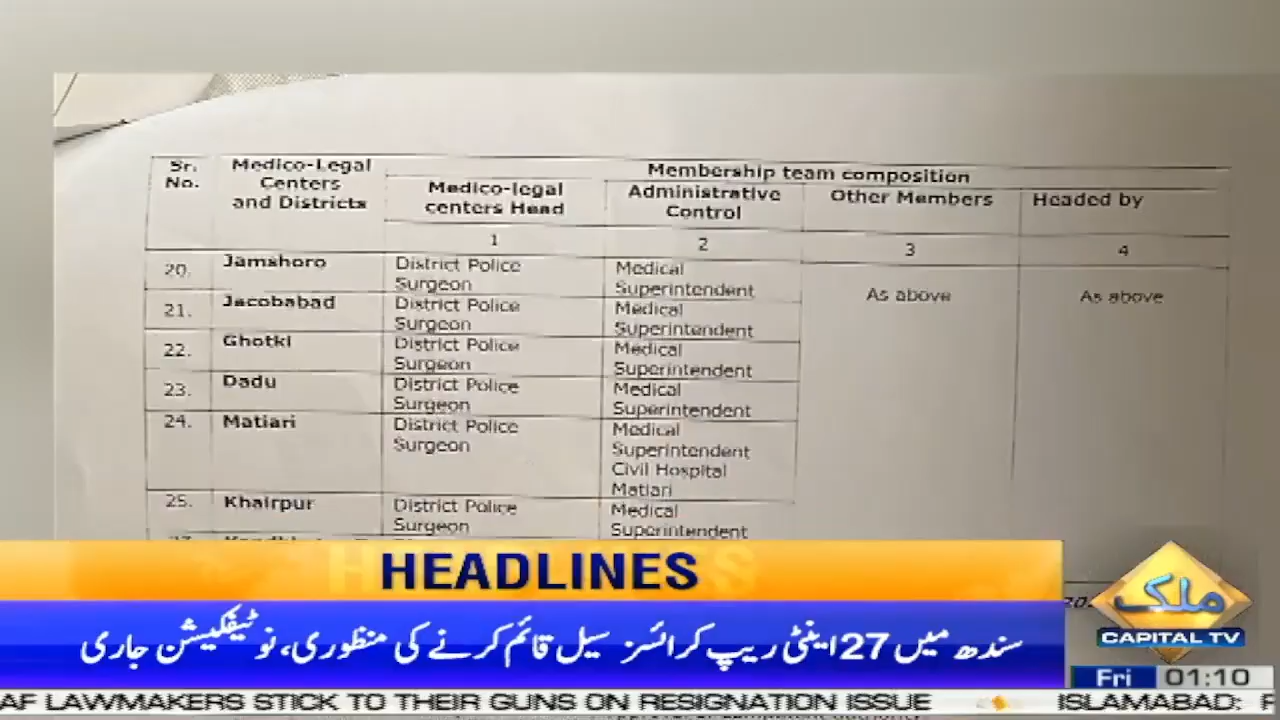 Sr. No.
Medico-Legal Centers and Districts
Membership team composition
Medico-legal centers Head
Administrative Control
Other Members
Headed by
1
2
3
4
20. Jamshoro District Police Surgeon Medical Superintendent As above As above
21. Jacobabad District Police Surgeon Medical Superintendent
22. Ghotki District Police Surgeon Medical Superintendent
23. Dadu District Police Surgeon Medical Superintendent
24. Matiari District Police Surgeon Medical Superintendent Civil Hospital Matiari
25. Khairpur District Police Surgeon Medical Superintendent
HEADLINES
سندھ میں 27 اینٹی ریپ کرائسز سیل قائم کرنے کی منظوری، نوٹیفکیشن جاری
ملک
CAPITAL TV
Fri 01:10
AF LAWMAKERS STICK TO THEIR GUNS ON RESIGNATION ISSUE
ISLAMABAD: